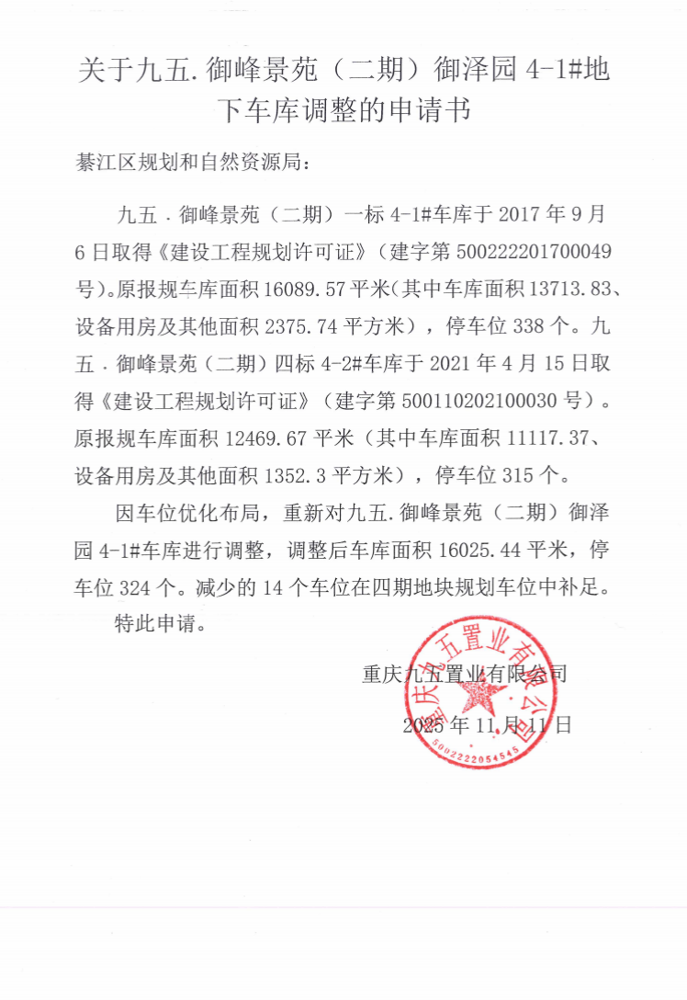 关于九五.御峰景苑（二期）御泽园 4-1#地
下车库调整的申请书
綦江区规划和自然资源局：
九五．御峰景苑（二期）一标 4-1#车库于 2017 年 9 月
6 日取得《建设工程规划许可证》（建字第 500222201700049
号）。原报规车库面积 16089.57 平米（其中车库面积 13713.83、
设备用房及其他面积 2375.74 平方米），停车位 338 个。九
五．御峰景苑（二期）四标 4-2#车库于 2021 年 4 月 15 日取
得《建设工程规划许可证》（建字第 500110202100030 号）。
原报规车库面积 12469.67 平米（其中车库面积 11117.37、
设备用房及其他面积 1352.3 平方米），停车位 315 个。
因车位优化布局，重新对九五.御峰景苑（二期）御泽
园 4-1#车库进行调整，调整后车库面积 16025.44 平米，停
车位 324 个。减少的 14 个车位在四期地块规划车位中补足。
特此申请。
重庆九五置业有限公司
2025 年 11 月 11 日
重庆九五置业有限公司
5002222054545